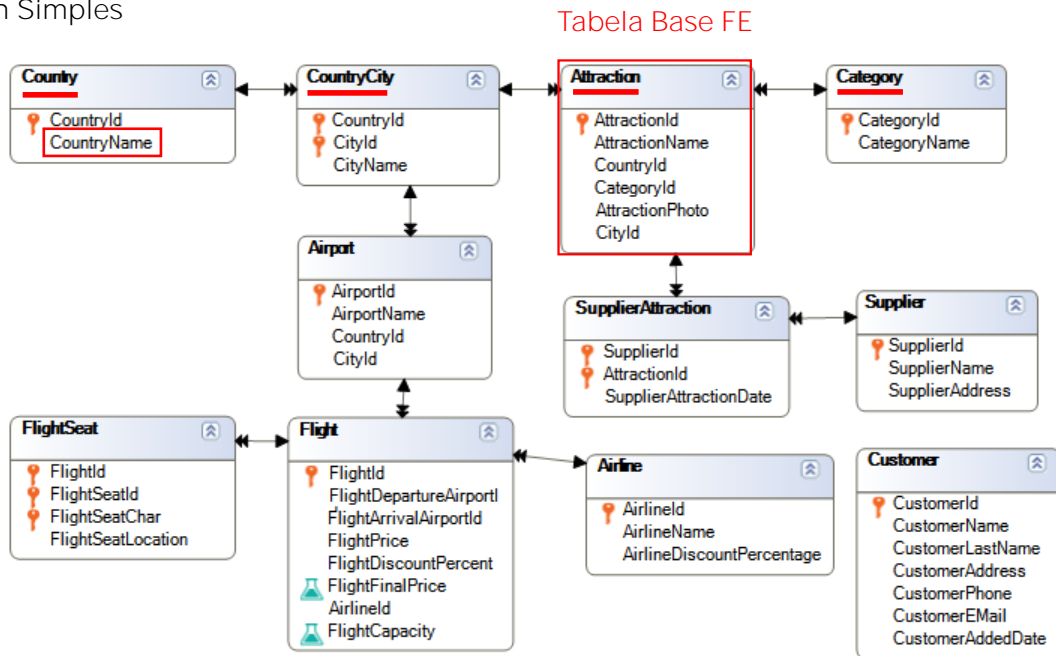 n Simples
Tabela Base FE
Country
CountryId
CountryName
CountryCity
CountryId
CityId
CityName
Attraction
AttractionId
AttractionName
CountryId
CategoryId
AttractionPhoto
CityId
Category
CategoryId
CategoryName
Airport
AirportId
AirportName
CountryId
CityId
SupplierAttraction
SupplierId
AttractionId
SupplierAttractionDate
Supplier
SupplierId
SupplierName
SupplierAddress
FlightSeat
FlightId
FlightSeatId
FlightSeatChar
FlightSeatLocation
Flight
FlightId
FlightDepartureAirportI
FlightArrivalAirportId
FlightPrice
FlightDiscountPercent
FlightFinalPrice
AirlineId
FlightCapacity
Airline
AirlineId
AirlineName
AirlineDiscountPercentage
Customer
CustomerId
CustomerName
CustomerLastName
CustomerAddress
CustomerPhone
CustomerEMail
CustomerAddedDate